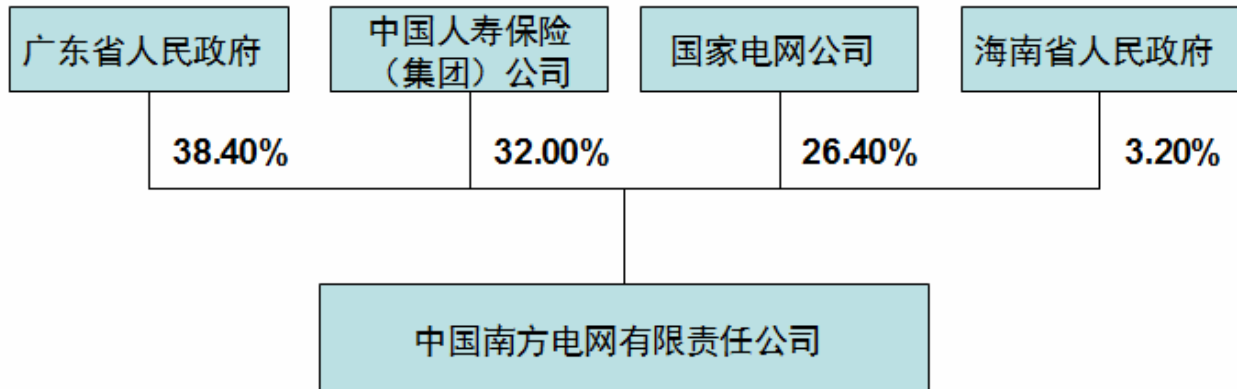 广东省人民政府
中国人寿保险
（集团）公司
国家电网公司
海南省人民政府
38.40%
32.00%
26.40%
3.20%
中国南方电网有限责任公司